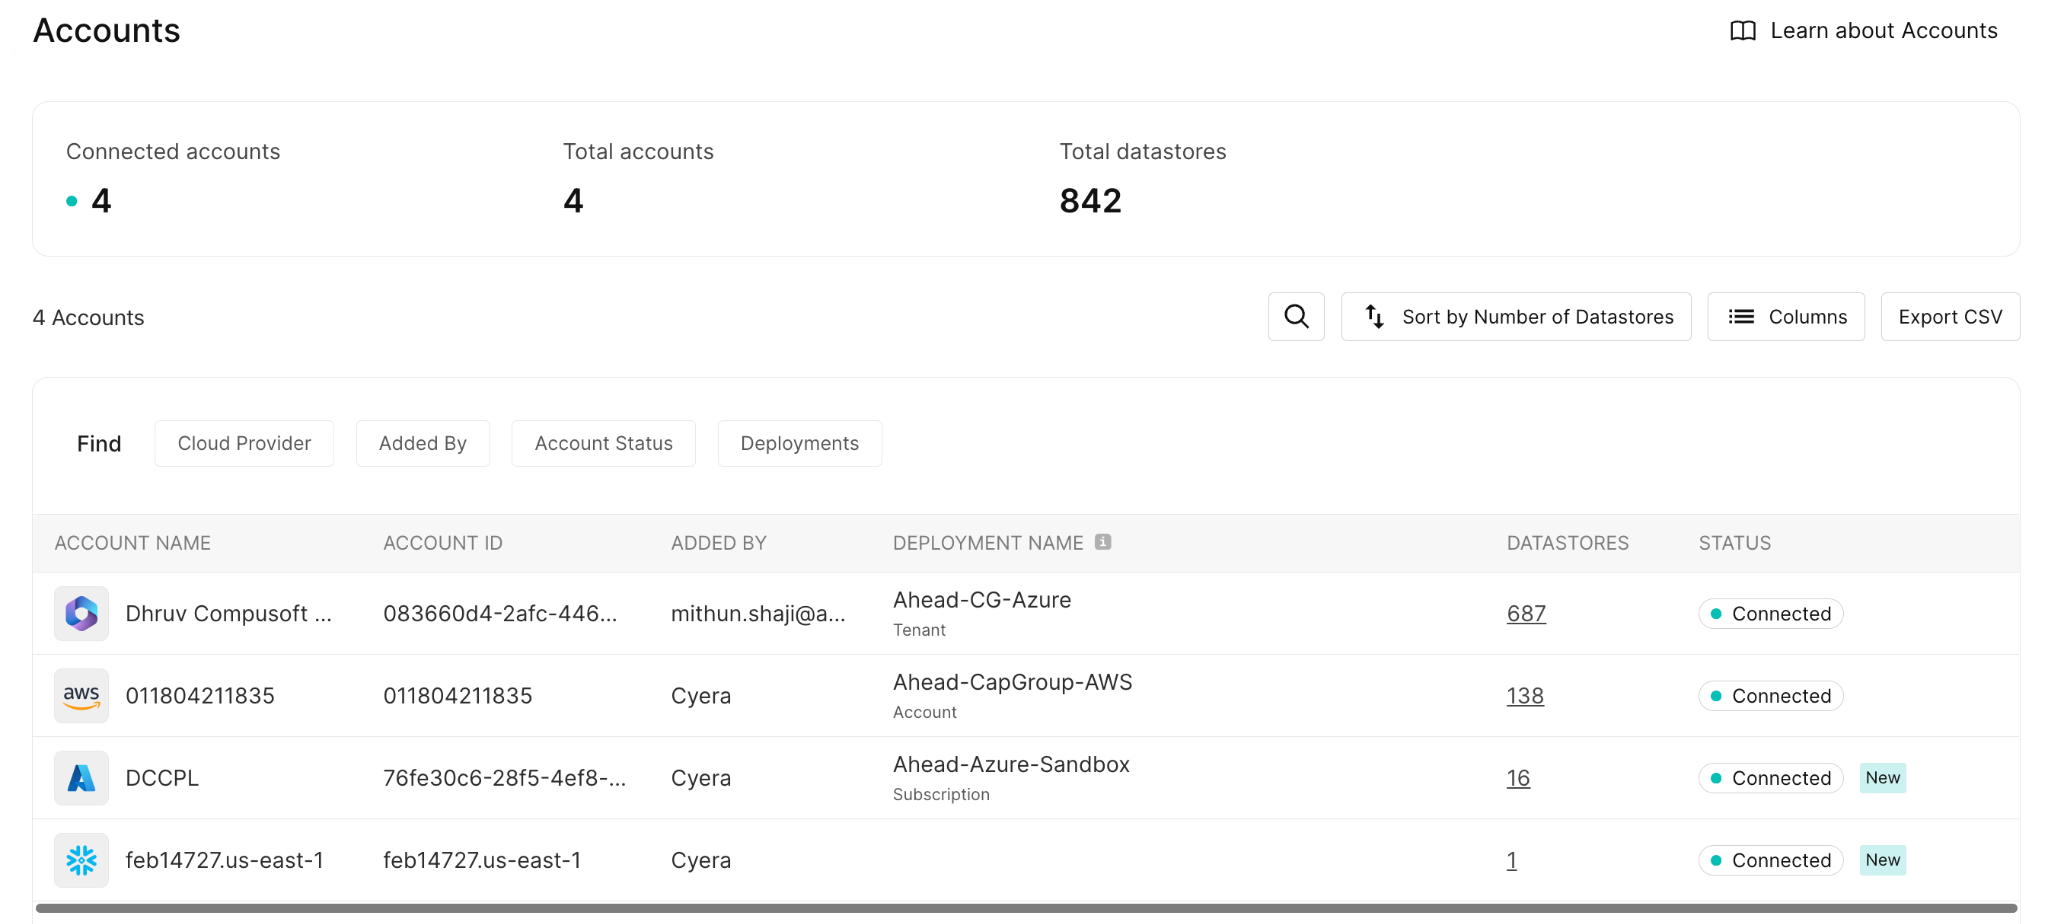 Accounts
Learn about Accounts
Connected accounts
Total accounts
Total datastores
4
4
842
4 Accounts
Sort by Number of Datastores
Columns
Export CSV
Find
Cloud Provider
Added By
Account Status
Deployments
ACCOUNT NAME
ACCOUNT ID
ADDED BY
DEPLOYMENT NAME
DATASTORES
STATUS
Dhruv Compusoft ...
083660d4-2afc-446...
mithun.shaji@a...
Ahead-CG-Azure
Tenant
687
Connected
aws
011804211835
011804211835
Cyera
Ahead-CapGroup-AWS
Account
138
Connected
DCCPL
76fe30c6-28f5-4ef8-...
Cyera
Ahead-Azure-Sandbox
Subscription
16
Connected
New
feb14727.us-east-1
feb14727.us-east-1
Cyera
1
Connected
New